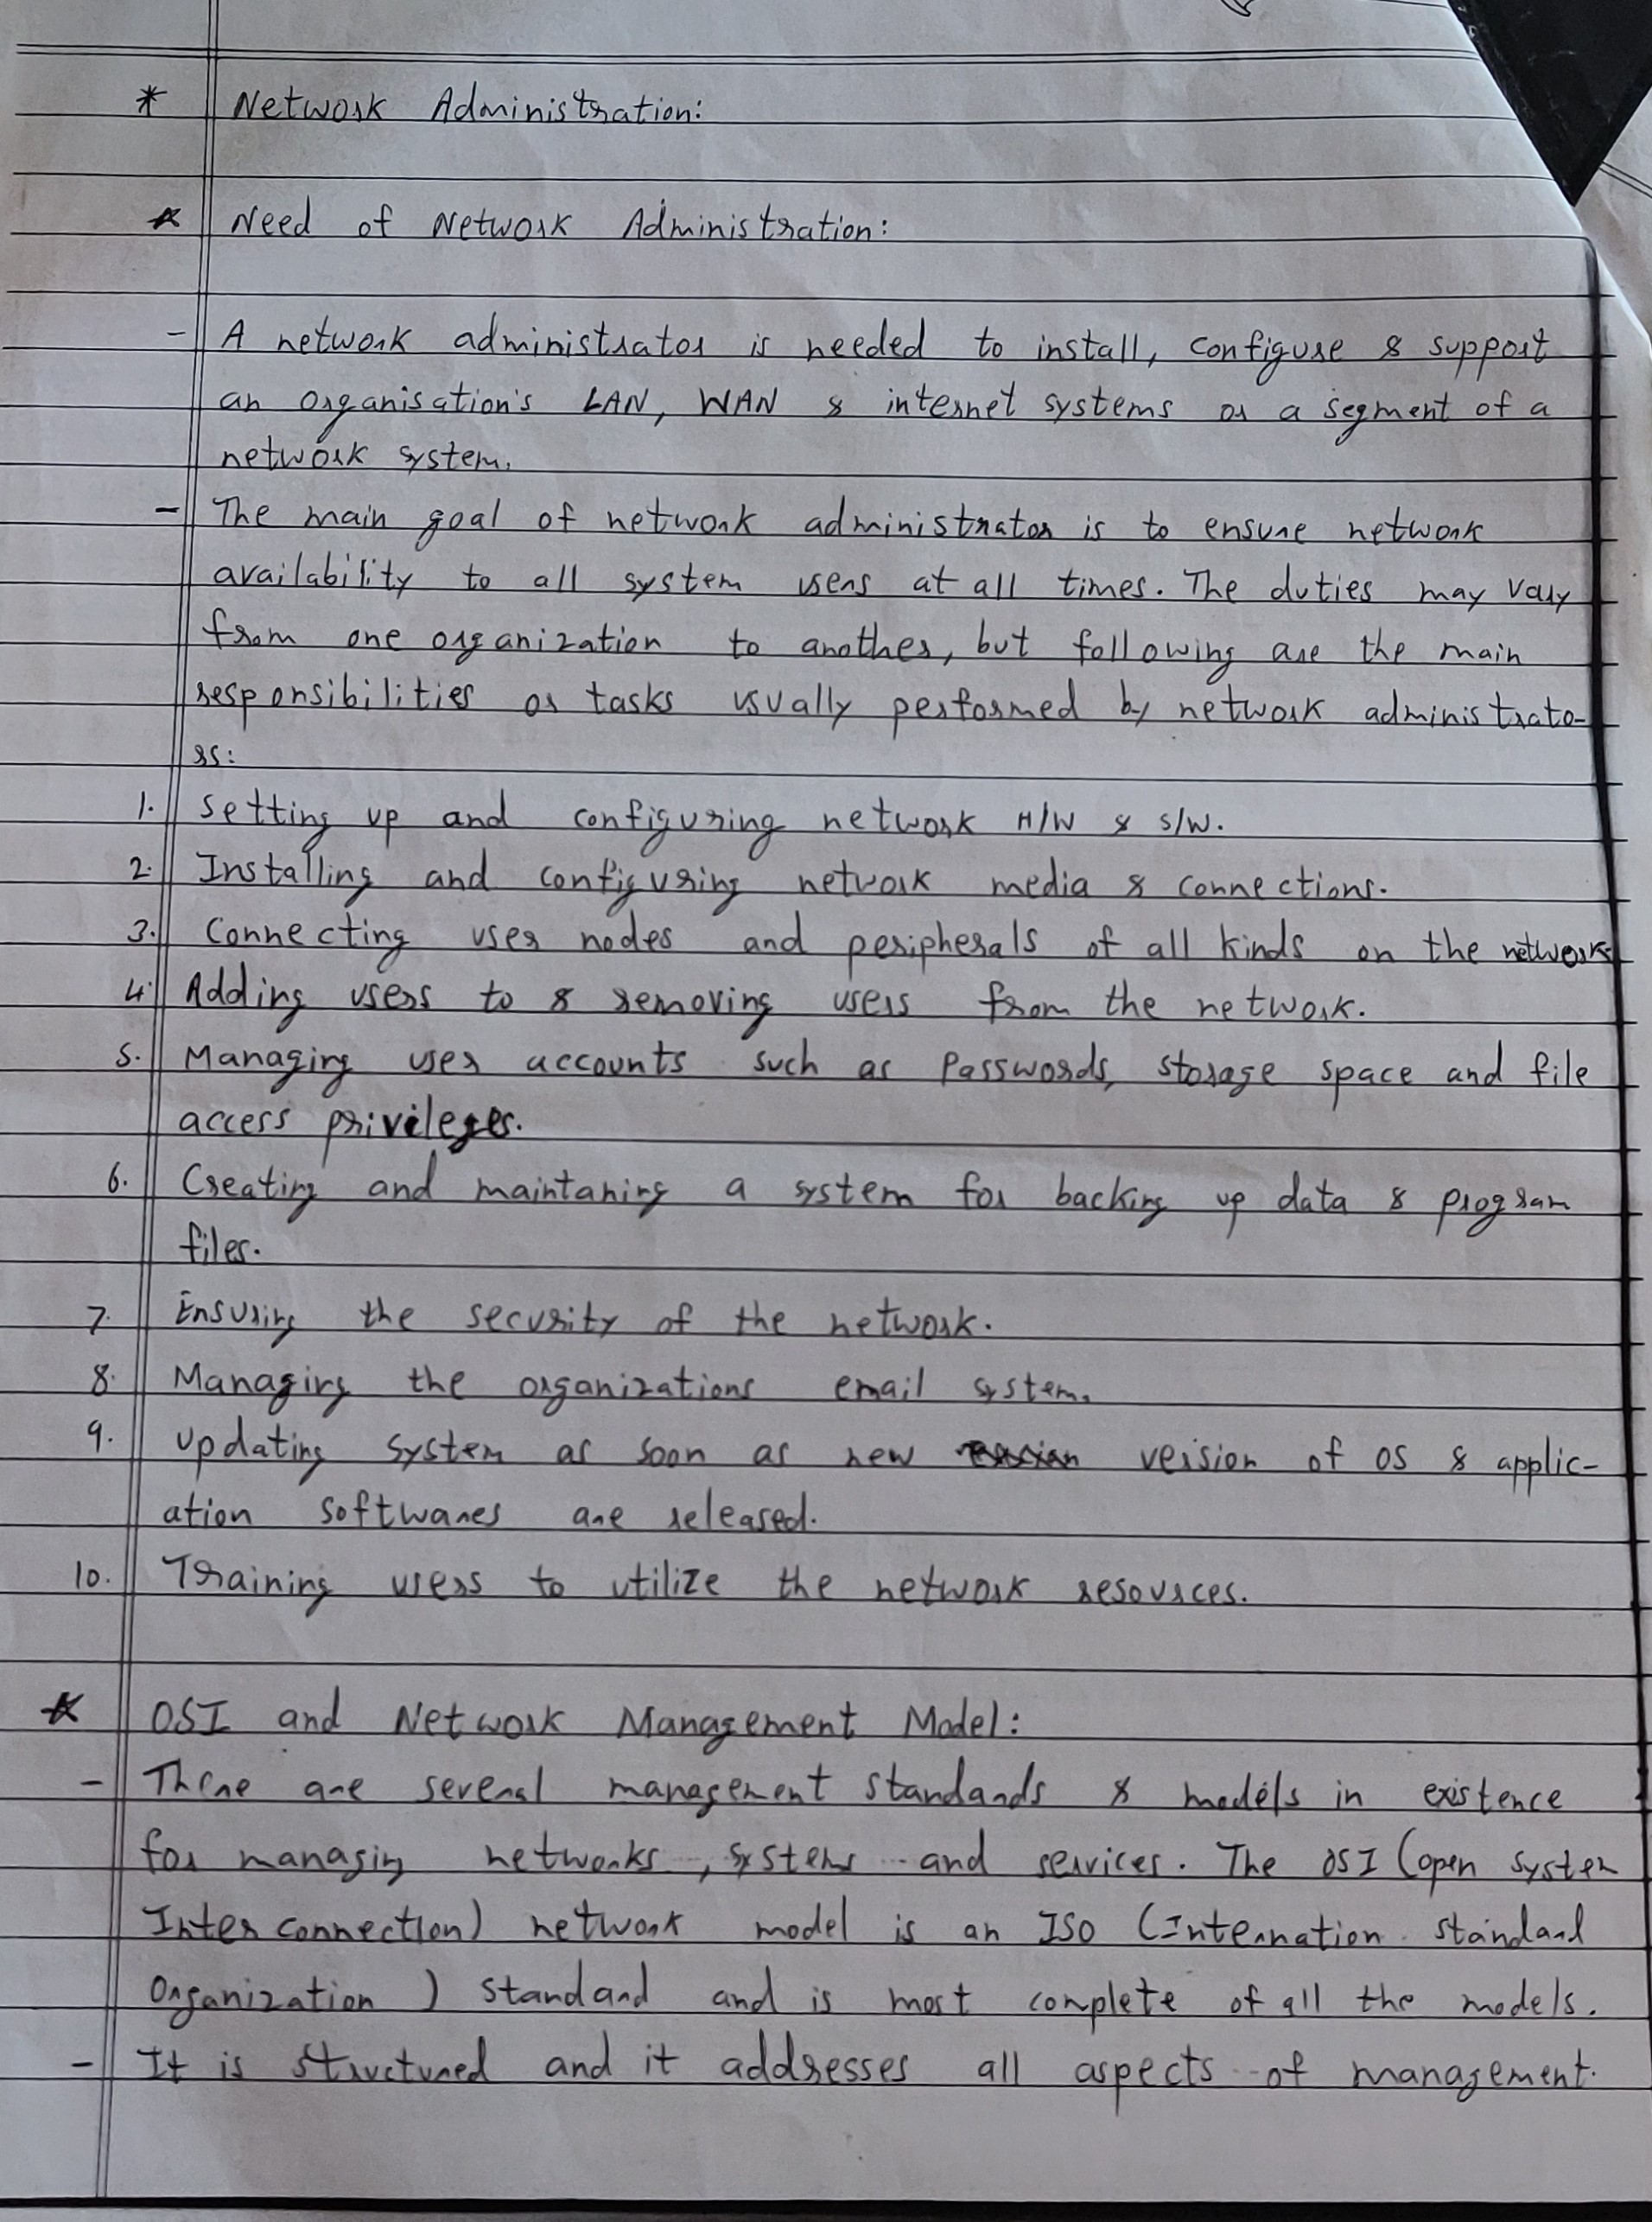 * Network Administration:
* Need of Network Administration:
- A network administrator is needed to install, configure & support
an organisation's LAN, WAN & internet systems or a segment of a
network system.
- The main goal of network administrator is to ensure network
availability to all system users at all times. The duties may vary
from one organization to another, but following are the main
responsibilities or tasks usually performed by network administrato-
rs:
1. Setting up and configuring network H/W & S/W.
2. Installing and configuring network media & connections.
3. Connecting user nodes and peripherals of all kinds on the network
4. Adding users to & removing users from the network.
5. Managing user accounts such as Passwords, storage space and file
access privileges.
6. Creating and maintaning a system for backing up data & program
files.
7. Ensuring the security of the network.
8. Managing the organizations email system.
9. Updating system as soon as new version of OS & applic-
ation softwares are released.
10. Training users to utilize the network resources.
* OSI and Network Management Model:
- There are several management standards & models in existence
for managing networks, systems and services. The OSI (open system
Inter connection) network model is an ISO (Internation standard
Organization) standard and is most complete of all the models.
- It is structured and it addresses all aspects of management.